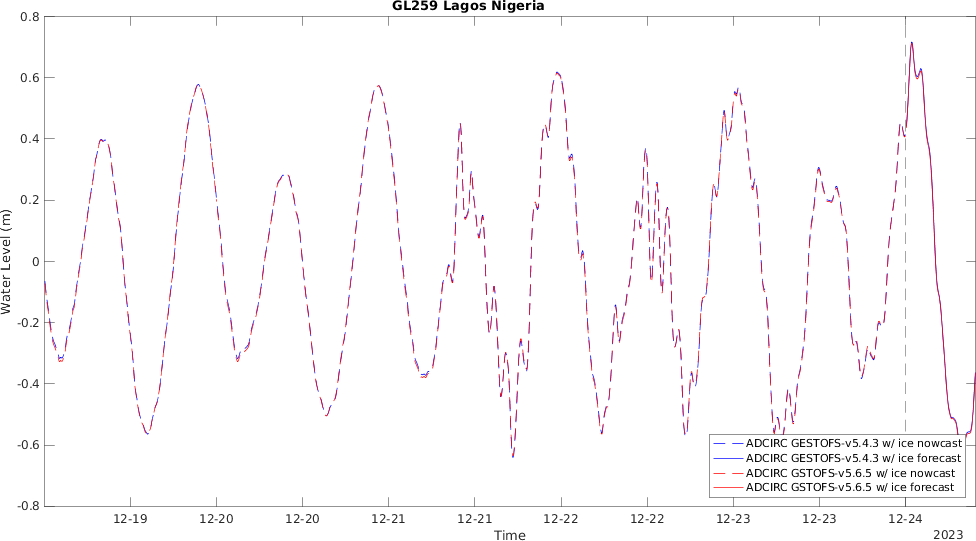 GL259 Lagos Nigeria
Water Level (m)
0.8
0.6
0.4
0.2
0
-0.2
-0.4
-0.6
-0.8
12-19
12-20
12-20
12-21
12-21
12-22
12-22
12-23
12-23
12-24
Time
2023
ADCIRC GESTOFS-v5.4.3 w/ ice nowcast
ADCIRC GESTOFS-v5.4.3 w/ ice forecast
ADCIRC GSTOFS-v5.6.5 w/ ice nowcast
ADCIRC GSTOFS-v5.6.5 w/ ice forecast